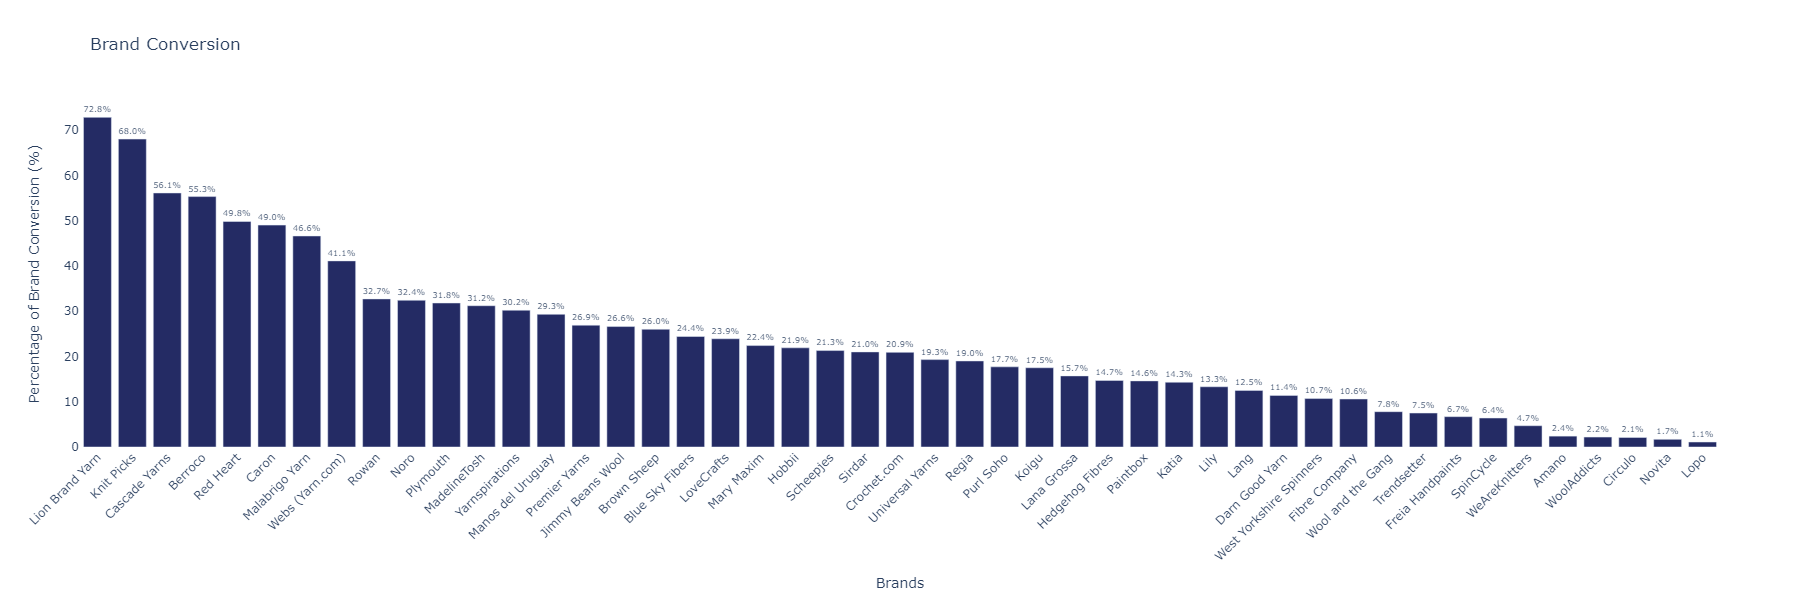 Brand Conversion
Percentage of Brand Conversion (%)
70
60
50
40
30
20
10
0
72.8%
68.0%
56.1%
55.3%
49.8%
49.0%
46.6%
41.1%
32.7%
32.4%
31.8%
31.2%
30.2%
29.3%
26.9%
26.6%
26.0%
24.4%
23.9%
22.4%
21.9%
21.3%
21.0%
20.9%
19.3%
19.0%
17.7%
17.5%
15.7%
14.7%
14.6%
14.3%
13.3%
12.5%
11.4%
10.7%
10.6%
7.8%
7.5%
6.7%
6.4%
4.7%
2.4%
2.2%
2.1%
1.7%
1.1%
Lion Brand Yarn
Knit Picks
Cascade Yarns
Berroco
Red Heart
Caron
Malabrigo Yarn
Webs (Yarn.com)
Rowan
Noro
Plymouth
MadelineTosh
Yarnspirations
Manos del Uruguay
Premier Yarns
Jimmy Beans Wool
Brown Sheep
Blue Sky Fibers
LoveCrafts
Mary Maxim
Hobbii
Scheepjes
Sirdar
Crochet.com
Universal Yarns
Regia
Purl Soho
Koigu
Lana Grossa
Hedgehog Fibres
Paintbox
Katia
Lily
Lang
Darn Good Yarn
West Yorkshire Spinners
Fibre Company
Wool and the Gang
Trendsetter
Freia Handpaints
SpinCycle
WeAreKnitters
Amano
WoolAddicts
Circulo
Novita
Lopo
Brands